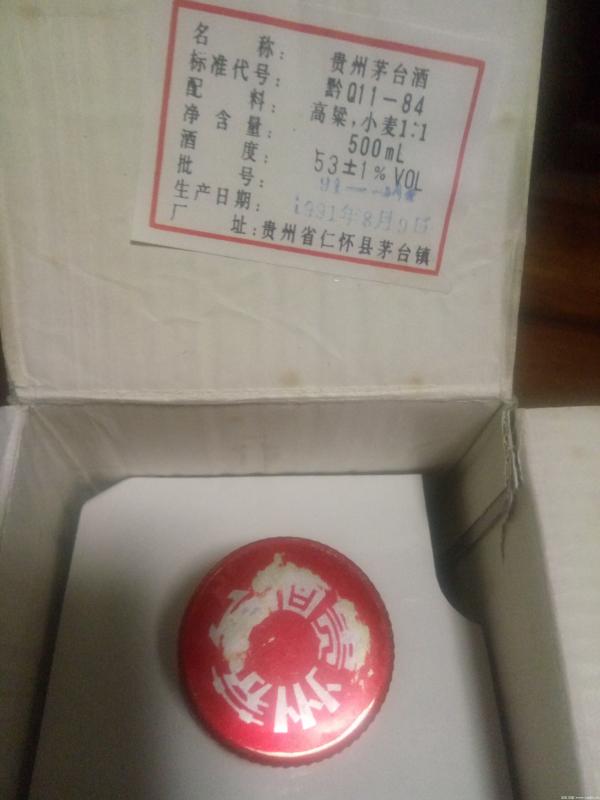 名称: 贵州茅台酒
标准代号: 黔Q11-84
配料: 高粱,小麦1:1
净含量: 500mL
酒度: 53±1%VOL
批号:
生产日期: 1991年8月9日
厂址:贵州省仁怀县茅台镇
贵州茅